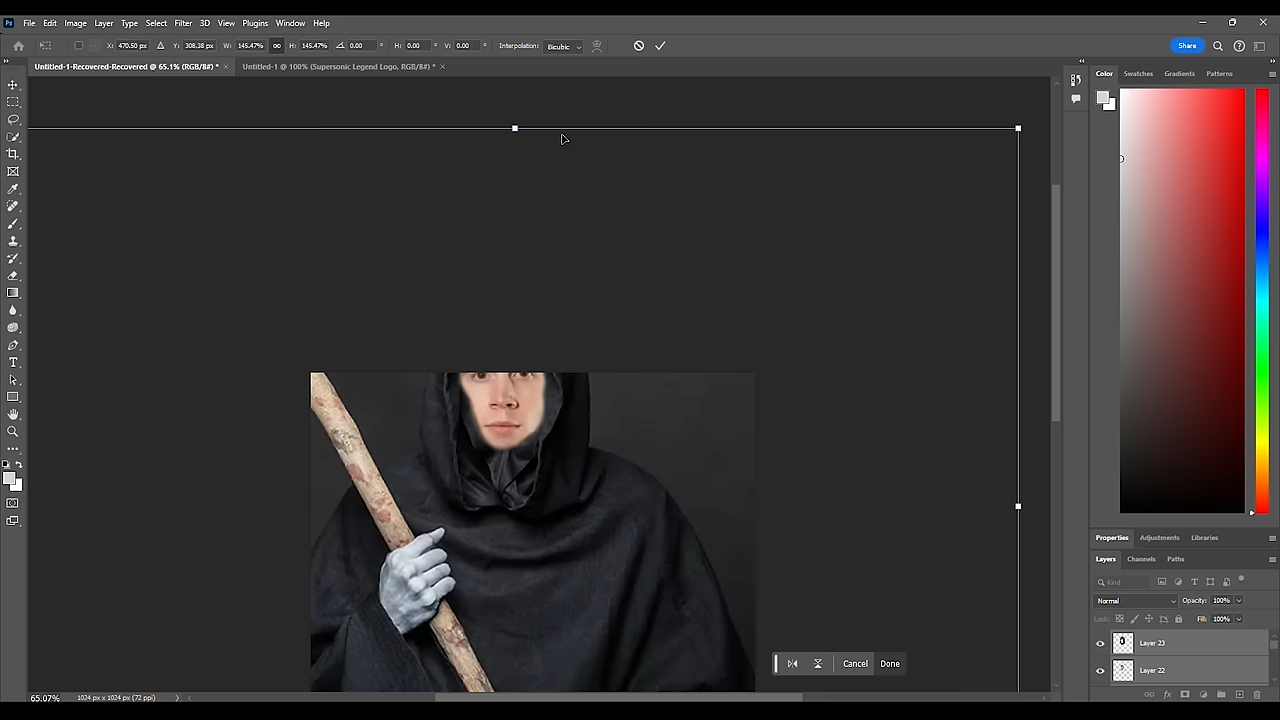 Ps File Edit Image Layer Type Select Filter 3D View Plugins Window Help
X: 470.50 px Y: 308.38 px W: 145.47% H: 145.47% 0.00 ° H: 0.00 ° V: 0.00 ° Interpolation: Bicubic Share
Untitled-1-Recovered-Recovered @ 65.1% (RGB/8#) * × Untitled-1 @ 100% (Supersonic Legend Logo, RGB/8#) * ×
Color Swatches Gradients Patterns
Properties Adjustments Libraries
Layers Channels Paths
Kind
Normal Opacity: 100%
Lock: Fill: 100%
Layer 23
Layer 22
Cancel Done
65.07% 1024 px x 1024 px (72 ppi)